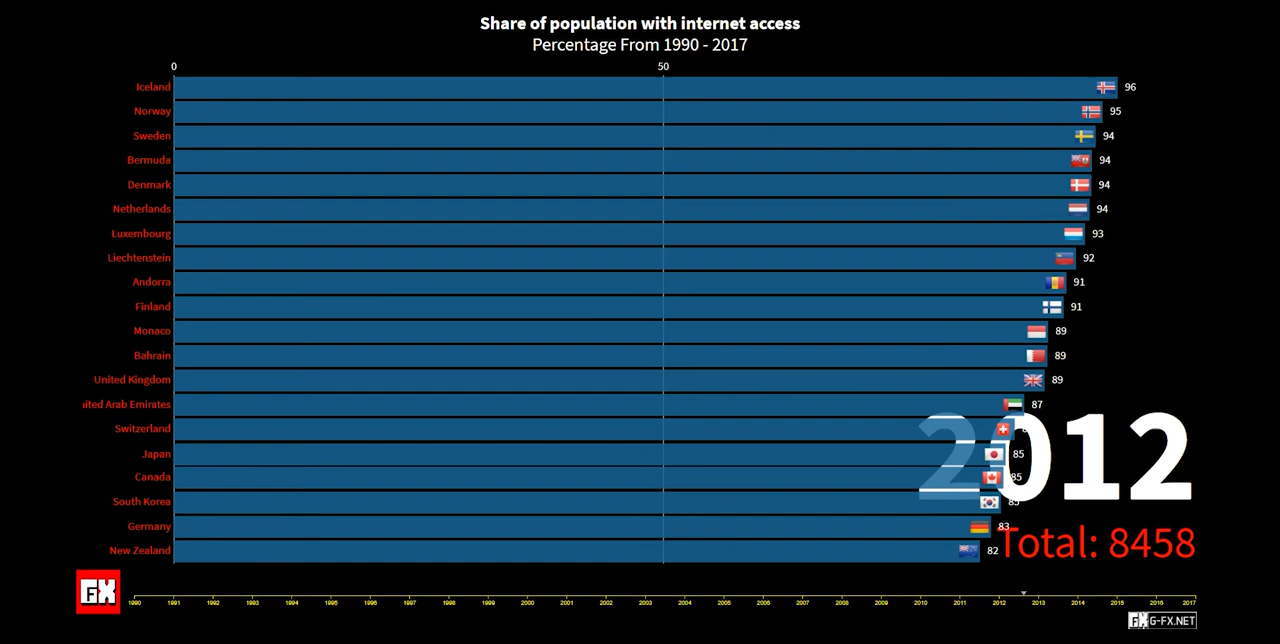 Share of population with internet access
Percentage From 1990 - 2017
0 50
Iceland 96
Norway 95
Sweden 94
Bermuda 94
Denmark 94
Netherlands 94
Luxembourg 93
Liechtenstein 92
Andorra 91
Finland 91
Monaco 89
Bahrain 89
United Kingdom 89
ited Arab Emirates 87
Switzerland
Japan 85
Canada 85
South Korea
Germany 83
New Zealand 82
2012
Total: 8458
FX
1990 1991 1992 1993 1994 1995 1996 1997 1998 1999 2000 2001 2002 2003 2004 2005 2006 2007 2008 2009 2010 2011 2012 2013 2014 2015 2016 2017
FX G-FX.NET